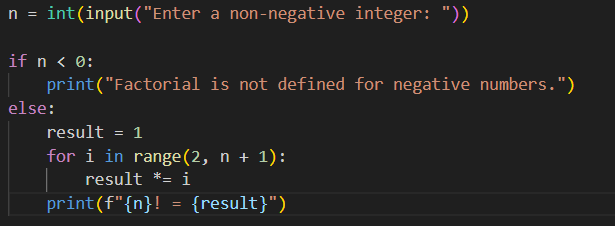 n = int(input("Enter a non-negative integer: "))
if n < 0:
    print("Factorial is not defined for negative numbers.")
else:
    result = 1
    for i in range(2, n + 1):
        result *= i
    print(f"{n}! = {result}")